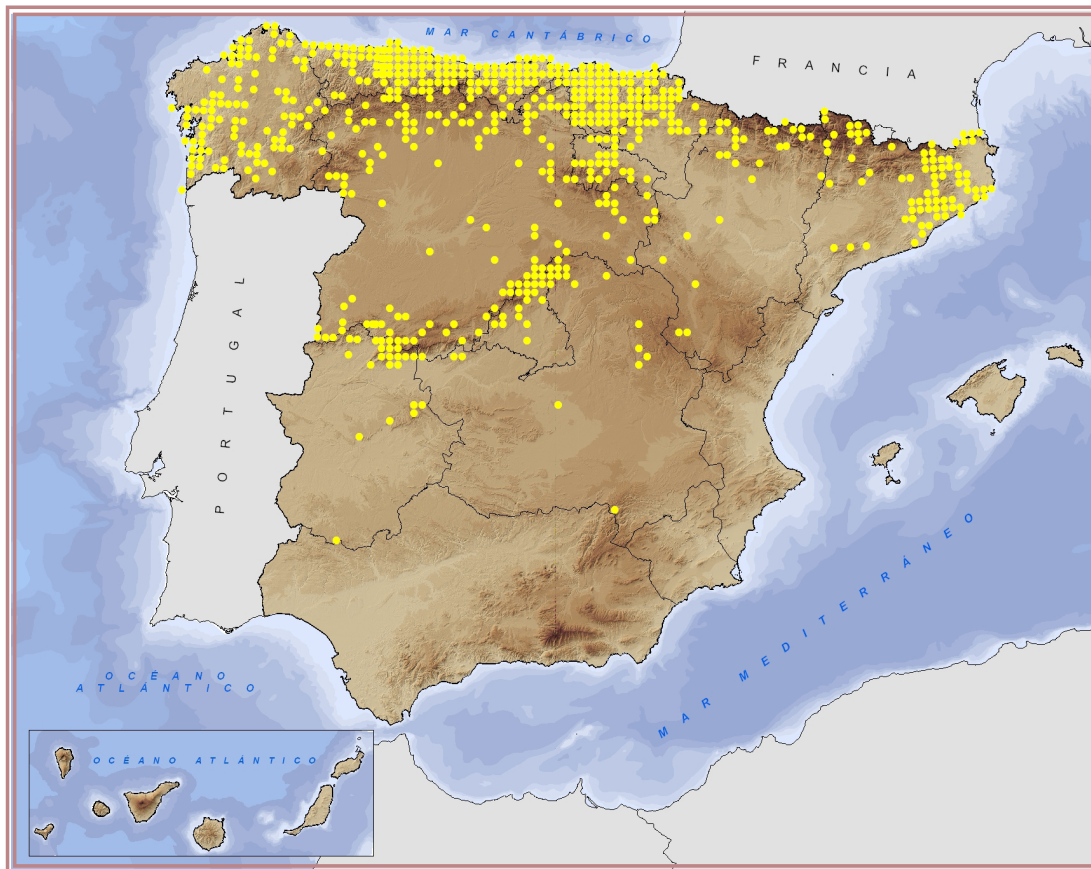 MAR CANTÁBRICO
FRANCIA
PORTUGAL
MAR MEDITERRÁNEO
OCÉANO
ATLÁNTICO
OCÉANO ATLÁNTICO